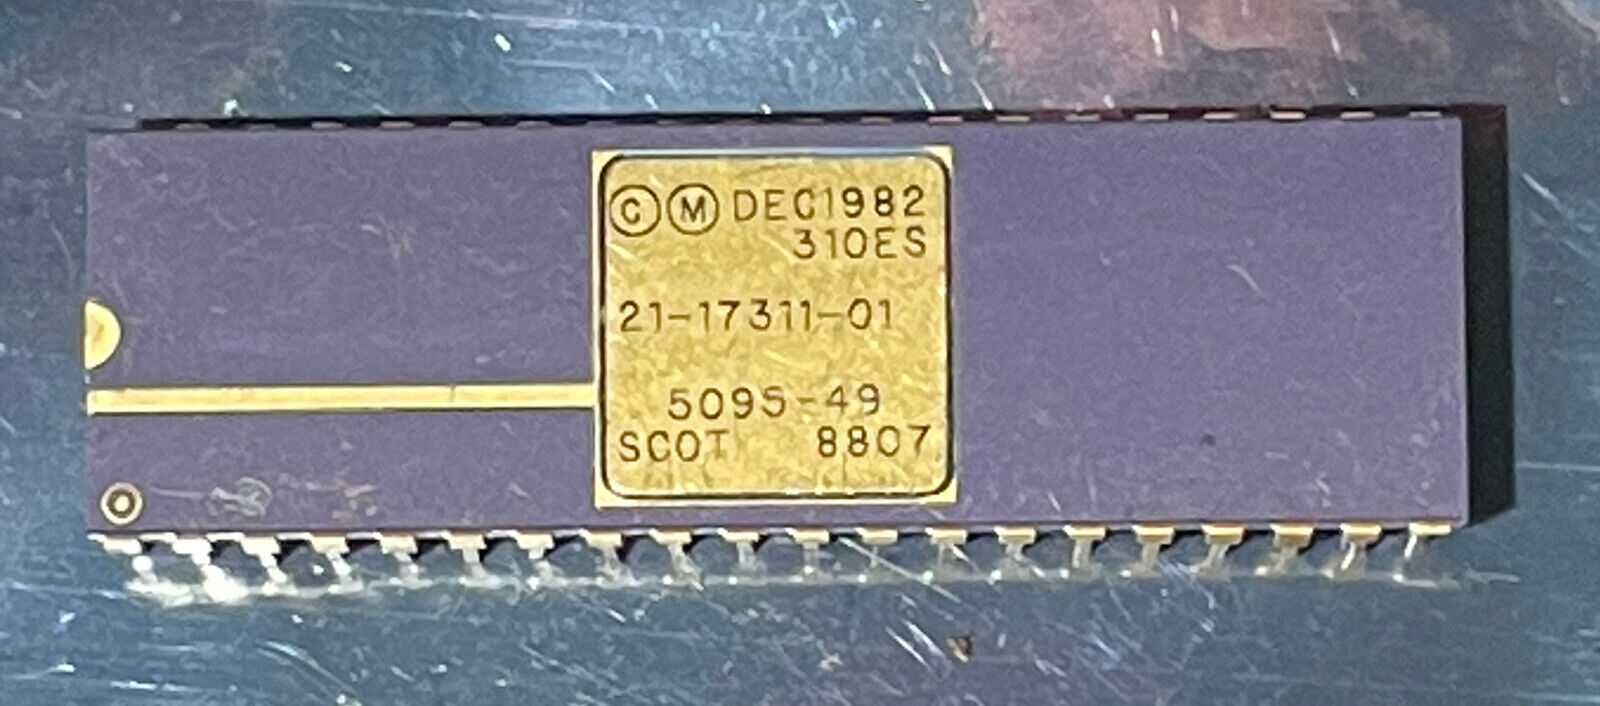 Ⓒ Ⓜ DEC1982
310ES
21-17311-01
5095-49
SCOT 8807